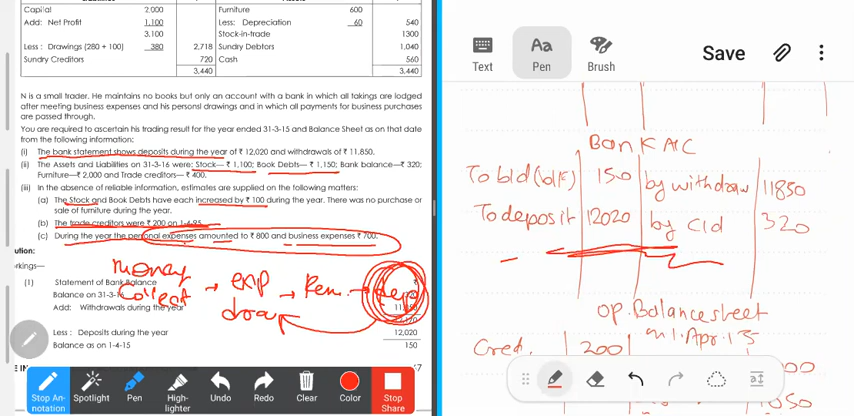 Capital 2.000 Furniture 600
Add: Net Profit 1,100 Less: Depreciation 60 540
3.100 Stock-in-trade 1300
Less : Drawings (280 + 100) 380 2,718 Sundry Debtors 1,040
Sundry Creditors 720 Cash 560
3,440 3,440
N is a small trader. He maintains no books but only an account with a bank in which all takings are lodged
after meeting business expenses and his personsl drawings and in which all payments for business purchases
are passed through.
You are required to ascertain his trading result for the year ended 31-3-15 and Balance Sheet as on that date
from the following information:
(i) The bank statement shows deposits during the year of ₹ 12,020 and withdrawals of ₹ 11,850.
(ii) The Assets and Liabilities on 31-3-16 were: Stock— ₹ 1,100; Book Debts— ₹ 1,150; Bank balance—₹ 320;
Furniture—₹ 2,000 and Trade creditors—₹ 400.
(iii) In the absence of reliable information, estimates are supplied on the following matters:
(a) The Stock and Book Debts have each increased by ₹ 100 during the year. There was no purchase or
sale of furniture during the year.
(b) The trade creditors were ₹ 200 on 1-4-95.
(c) During the year the personal expenses amounted to ₹ 800 and business expenses ₹ 700.
ution:
rkings—
(1) Statement of Bank Balance ₹
Balance on 31-3-16
Add: Withdrawals during the year
Less : Deposits during the year 12,020
Balance as on 1-4-15 150
money
collect → exp → Rem. → dep
draw
Stop An-
notation
Spotlight
Pen
High-
lighter
Undo
Redo
Clear
Color
Stop
Share
Text
Pen
Brush
Save
Bank A/C
To bld (b/f) 150 by withdraw 11850
To deposit 12020 by c/d 320
op. Balance sheet
on 1. Apr. 15
Cred. 200